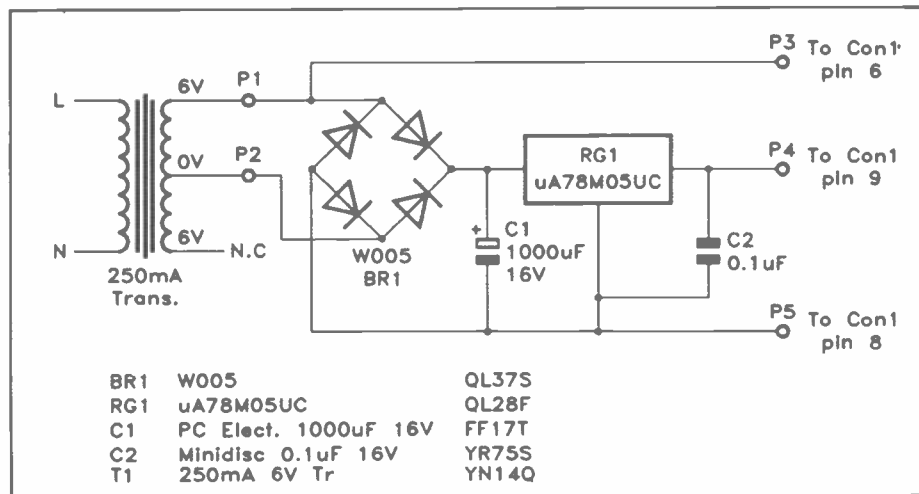 P3 To Con1
pin 6
6V P1
L
0V P2
RG1
uA78M05UC
P4 To Con1
pin 9
N 6V N.C
250mA
Trans.
W005
BR1
+ C1
1000uF
16V
C2
0.1uF
P5 To Con1
pin 8
BR1 W005 QL37S
RG1 uA78M05UC QL28F
C1 PC Elect. 1000uF 16V FF17T
C2 Minidisc 0.1uF 16V YR75S
T1 250mA 6V Tr YN14Q